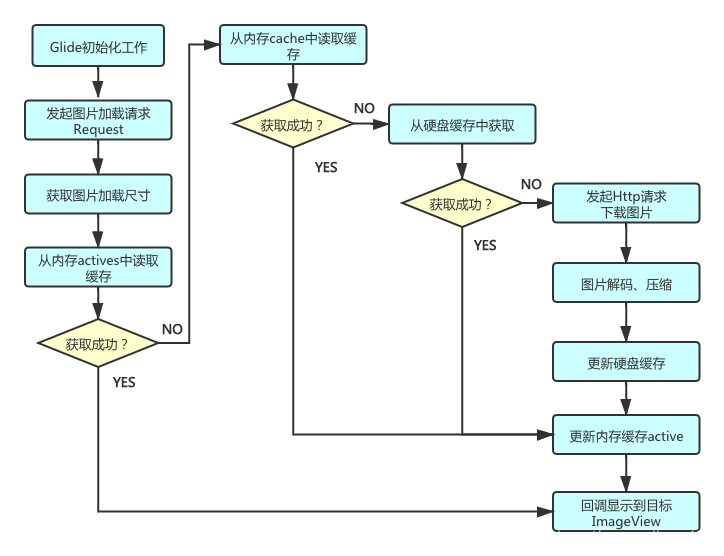 Glide初始化工作
发起图片加载请求
Request
获取图片加载尺寸
从内存actives中读取
缓存
获取成功？
NO
YES
从内存cache中读取缓
存
获取成功？
NO
YES
从硬盘缓存中获取
获取成功？
NO
YES
发起Http请求
下载图片
图片解码、压缩
更新硬盘缓存
更新内存缓存active
回调显示到目标
ImageView